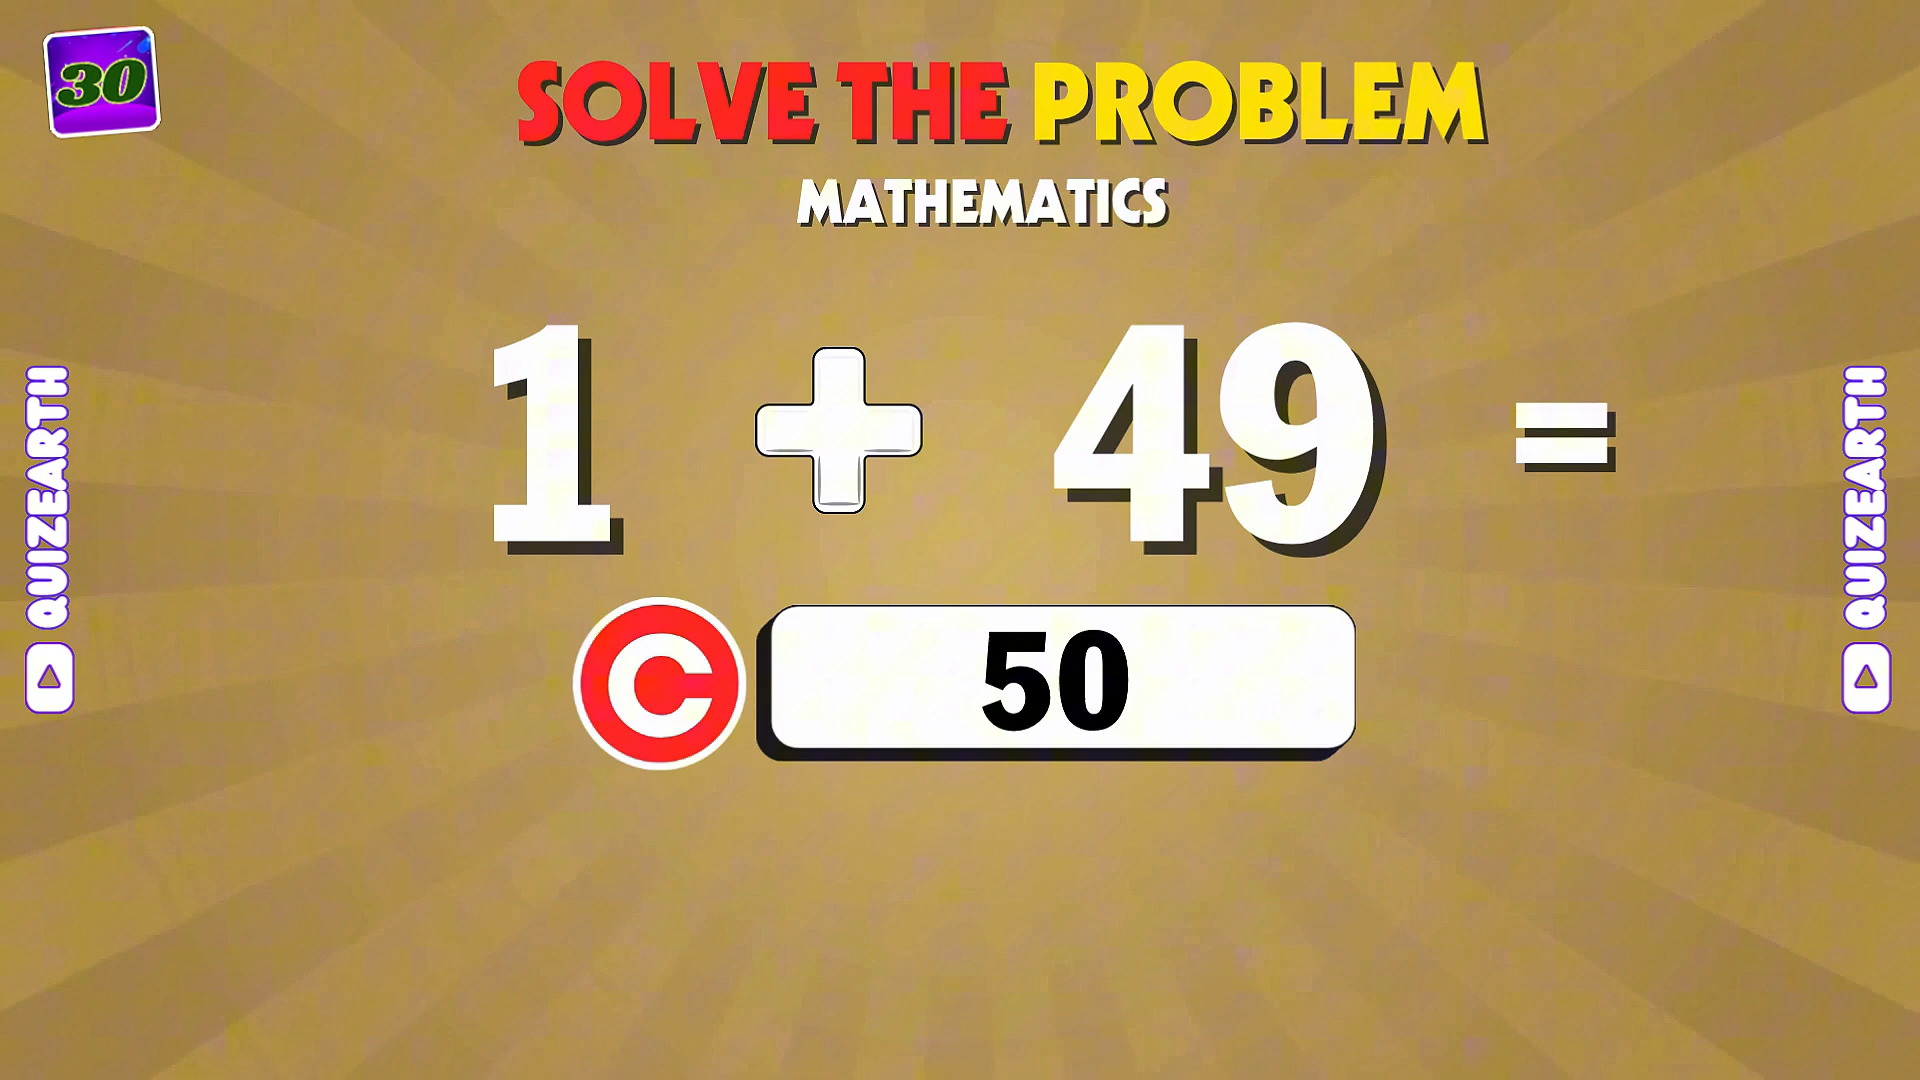 30
SOLVE THE PROBLEM
MATHEMATICS
1 + 49 =
C 50
QUIZEARTH
QUIZEARTH